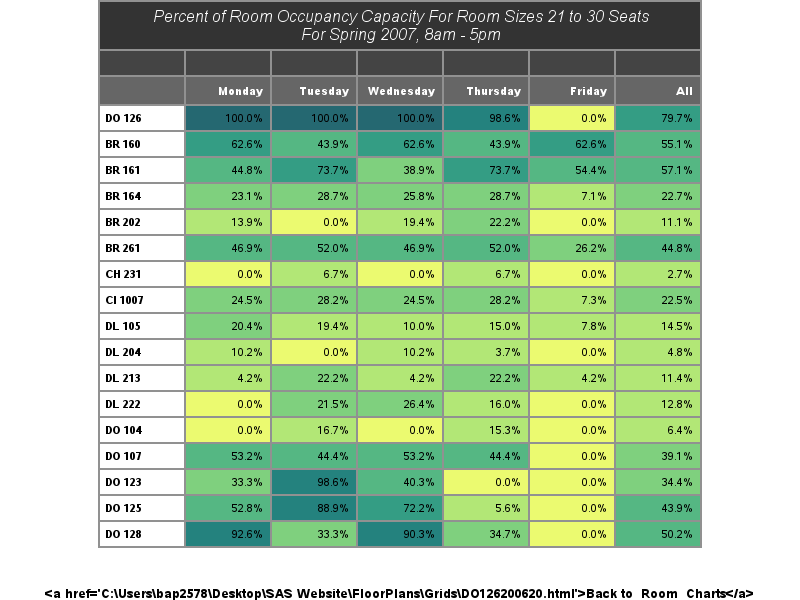 Percent of Room Occupancy Capacity For Room Sizes 21 to 30 Seats
For Spring 2007, 8am - 5pm
Monday Tuesday Wednesday Thursday Friday All
DO 126 100.0% 100.0% 100.0% 98.6% 0.0% 79.7%
BR 160 62.6% 43.9% 62.6% 43.9% 62.6% 55.1%
BR 161 44.8% 73.7% 38.9% 73.7% 54.4% 57.1%
BR 164 23.1% 28.7% 25.8% 28.7% 7.1% 22.7%
BR 202 13.9% 0.0% 19.4% 22.2% 0.0% 11.1%
BR 261 46.9% 52.0% 46.9% 52.0% 26.2% 44.8%
CH 231 0.0% 6.7% 0.0% 6.7% 0.0% 2.7%
CI 1007 24.5% 28.2% 24.5% 28.2% 7.3% 22.5%
DL 105 20.4% 19.4% 10.0% 15.0% 7.8% 14.5%
DL 204 10.2% 0.0% 10.2% 3.7% 0.0% 4.8%
DL 213 4.2% 22.2% 4.2% 22.2% 4.2% 11.4%
DL 222 0.0% 21.5% 26.4% 16.0% 0.0% 12.8%
DO 104 0.0% 16.7% 0.0% 15.3% 0.0% 6.4%
DO 107 53.2% 44.4% 53.2% 44.4% 0.0% 39.1%
DO 123 33.3% 98.6% 40.3% 0.0% 0.0% 34.4%
DO 125 52.8% 88.9% 72.2% 5.6% 0.0% 43.9%
DO 128 92.6% 33.3% 90.3% 34.7% 0.0% 50.2%
<a href='C:\Users\bap2578\Desktop\SAS Website\FloorPlans\Grids\DO126200620.html'>Back to Room Charts</a>